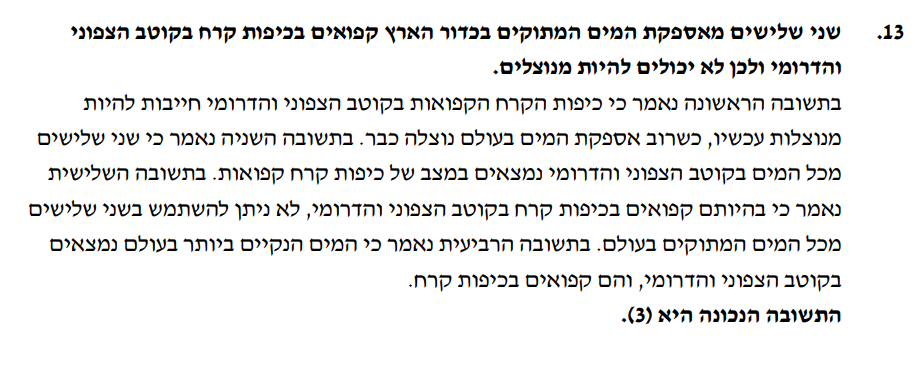 13. שני שלישים מאספקת המים המתוקים בכדור הארץ קפואים בכיפות קרח בקוטב הצפוני
והדרומי ולכן לא יכולים להיות מנוצלים.
בתשובה הראשונה נאמר כי כיפות הקרח הקפואות בקוטב הצפוני והדרומי חייבות להיות
מנוצלות עכשיו, כשרוב אספקת המים בעולם נוצלה כבר. בתשובה השניה נאמר כי שני שלישים
מכל המים בקוטב הצפוני והדרומי נמצאים במצב של כיפות קרח קפואות. בתשובה השלישית
נאמר כי בהיותם קפואים בכיפות קרח בקוטב הצפוני והדרומי, לא ניתן להשתמש בשני שלישים
מכל המים המתוקים בעולם. בתשובה הרביעית נאמר כי המים הנקיים ביותר בעולם נמצאים
בקוטב הצפוני והדרומי, והם קפואים בכיפות קרח.
התשובה הנכונה היא (3).